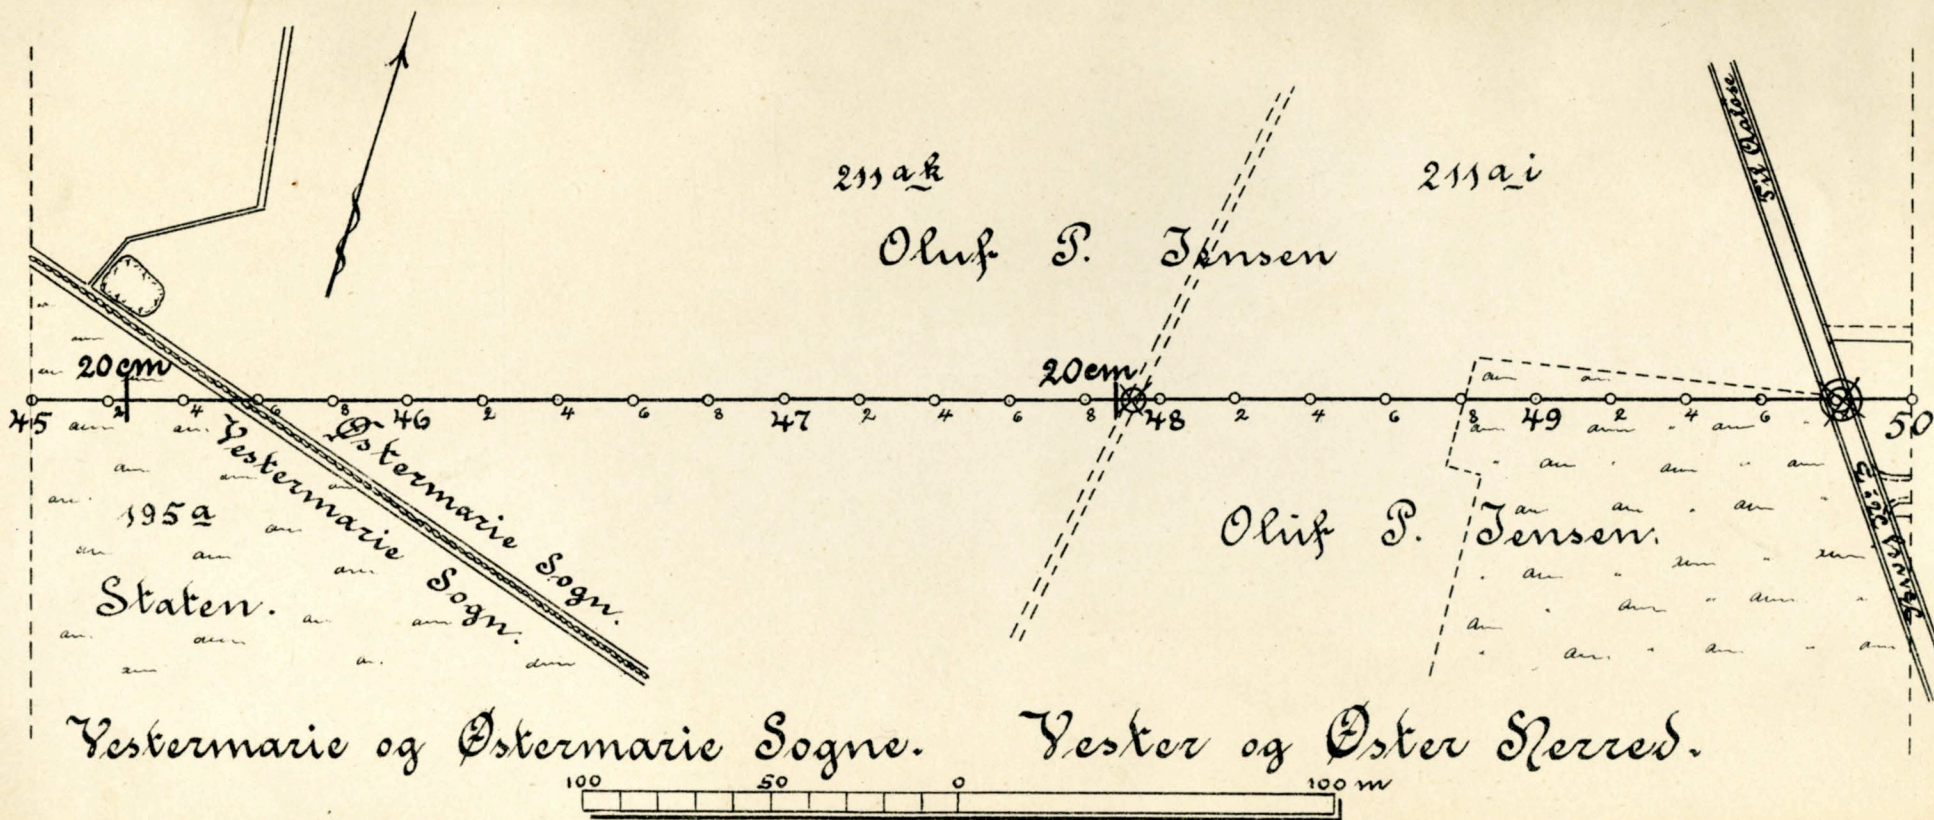 Til Aaløse
211ak 211ai
Oluf P. Jensen
20cm 20cm
45 2 4 6 8 46 2 4 6 8 47 2 4 6 8 48 2 4 6 8 49 2 4 6 50
Østermarie Sogn.
Vestermarie Sogn.
195a
Oluf P. Jensen.
Staten.
Vestermarie og Østermarie Sogne. Vester og Øster Herred.
100 50 0 100 m